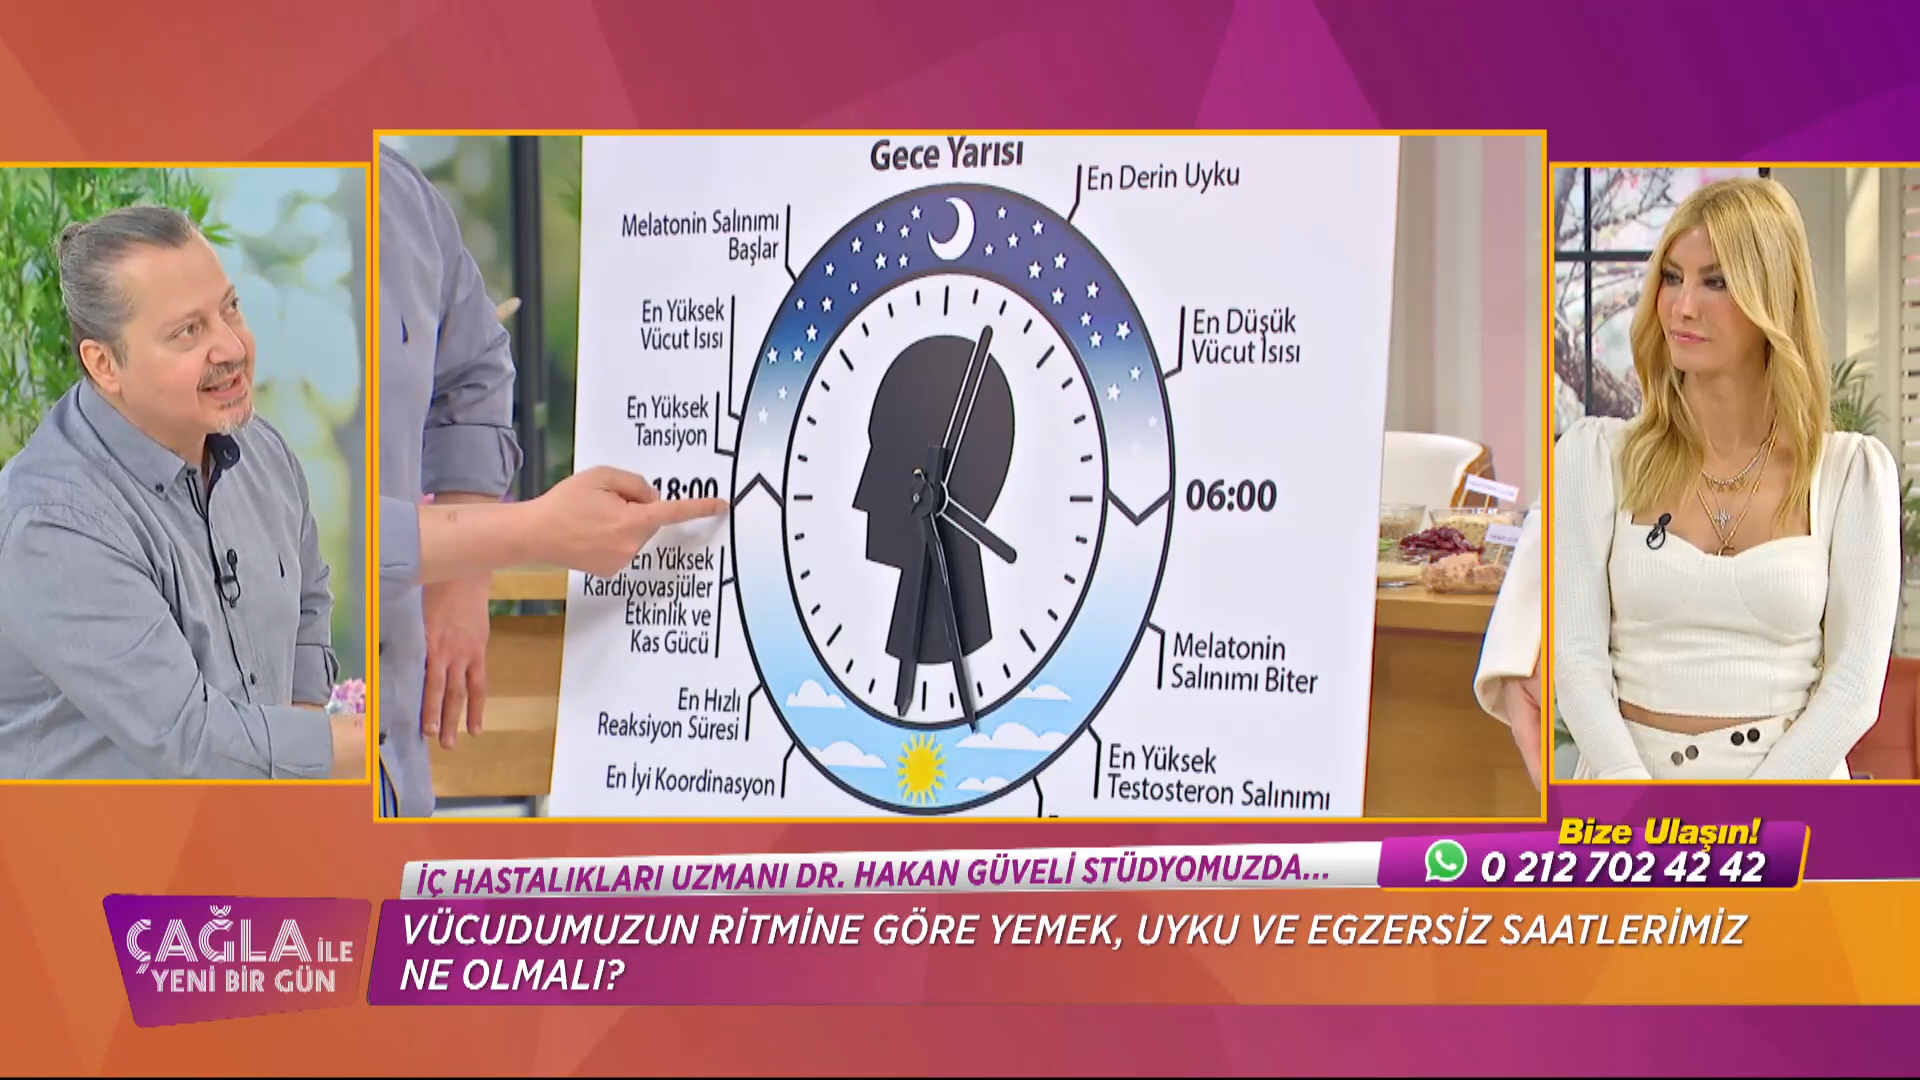 Gece Yarısı
En Derin Uyku
Melatonin Salınımı
Başlar
En Yüksek
Vücut Isısı
En Düşük
Vücut Isısı
En Yüksek
Tansiyon
18:00
06:00
En Yüksek
Kardiyovasjüler
Etkinlik ve
Kas Gücü
Melatonin
Salınımı Biter
En Hızlı
Reaksiyon Süresi
En İyi Koordinasyon
En Yüksek
Testosteron Salınımı
Bize Ulaşın!
0 212 702 42 42
İÇ HASTALIKLARI UZMANI DR. HAKAN GÜVELİ STÜDYOMUZDA...
ÇAĞLA İLE
YENİ BİR GÜN
VÜCUDUMUZUN RİTMİNE GÖRE YEMEK, UYKU VE EGZERSİZ SAATLERİMİZ
NE OLMALI?